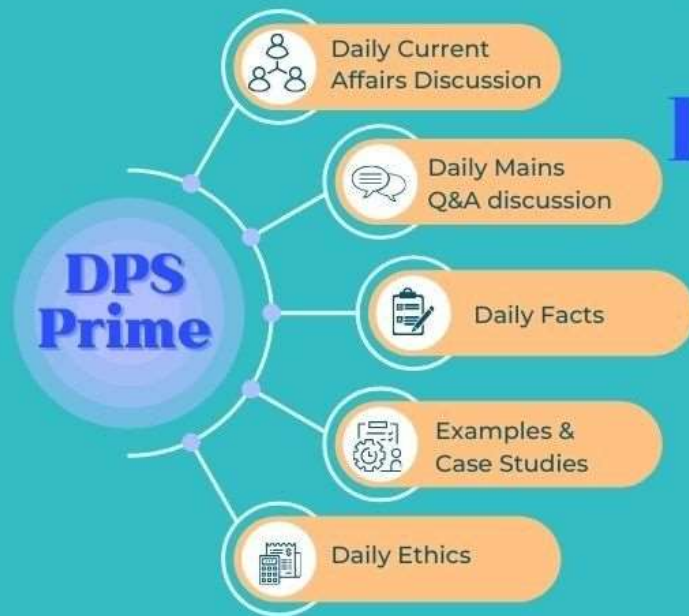 Daily Current
Affairs Discussion
Daily Mains
Q&A discussion
DPS
Prime
Daily Facts
Examples &
Case Studies
Daily Ethics